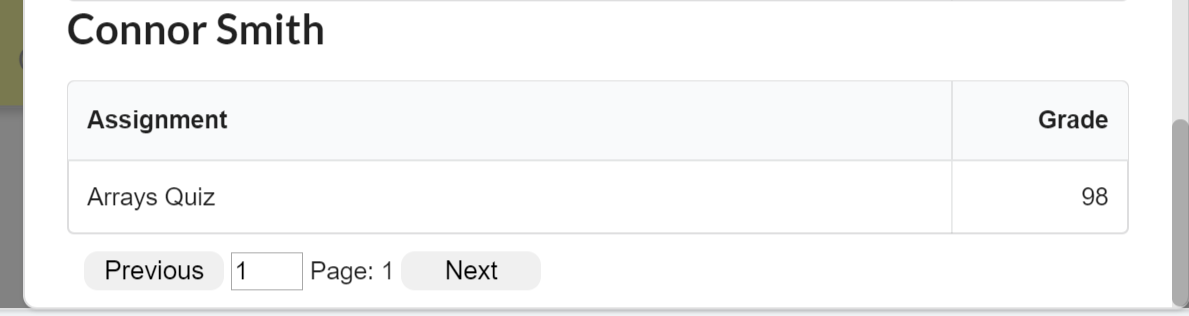 Connor Smith
Assignment Grade
Arrays Quiz 98
Previous 1 Page: 1 Next